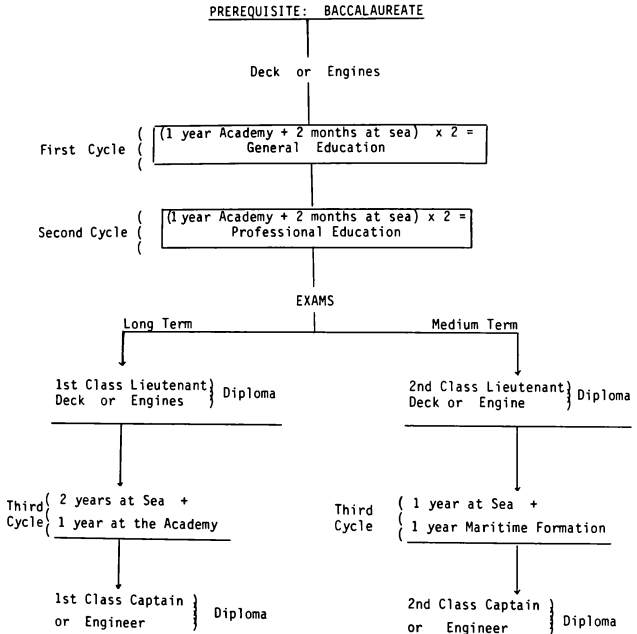 PREREQUISITE: BACCALAUREATE
Deck or Engines
First Cycle
(1 year Academy + 2 months at sea) x 2 =
General Education
Second Cycle
(1 year Academy + 2 months at sea) x 2 =
Professional Education
EXAMS
Long Term
Medium Term
1st Class Lieutenant
Deck or Engines
Diploma
2nd Class Lieutenant
Deck or Engine
Diploma
Third
Cycle
2 years at Sea +
1 year at the Academy
Third
Cycle
1 year at Sea +
1 year Maritime Formation
1st Class Captain
or Engineer
Diploma
2nd Class Captain
or Engineer
Diploma